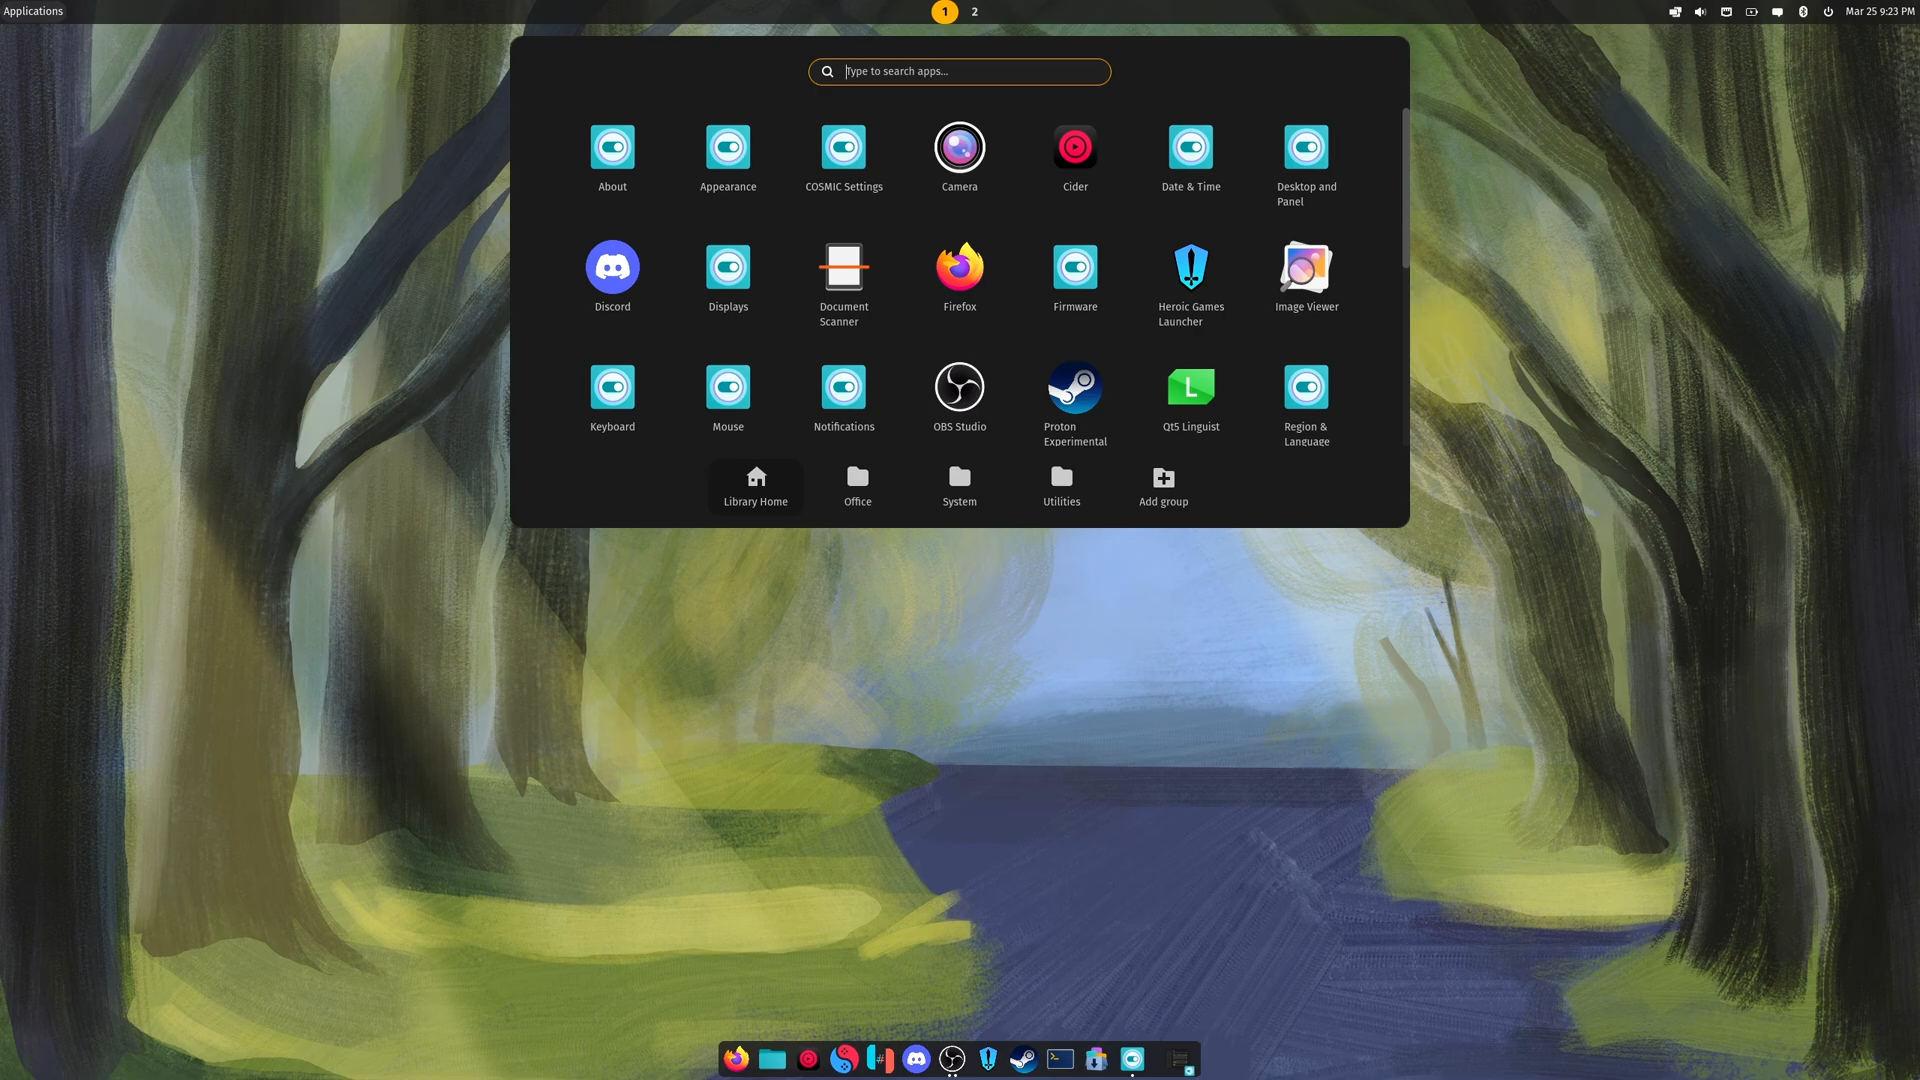 Applications
1
2
Mar 25 9:23 PM
Type to search apps...
About
Appearance
COSMIC Settings
Camera
Cider
Date & Time
Desktop and
Panel
Discord
Displays
Document
Scanner
Firefox
Firmware
Heroic Games
Launcher
Image Viewer
Keyboard
Mouse
Notifications
OBS Studio
Proton
Experimental
L
Qt5 Linguist
Region &
Language
Library Home
Office
System
Utilities
Add group